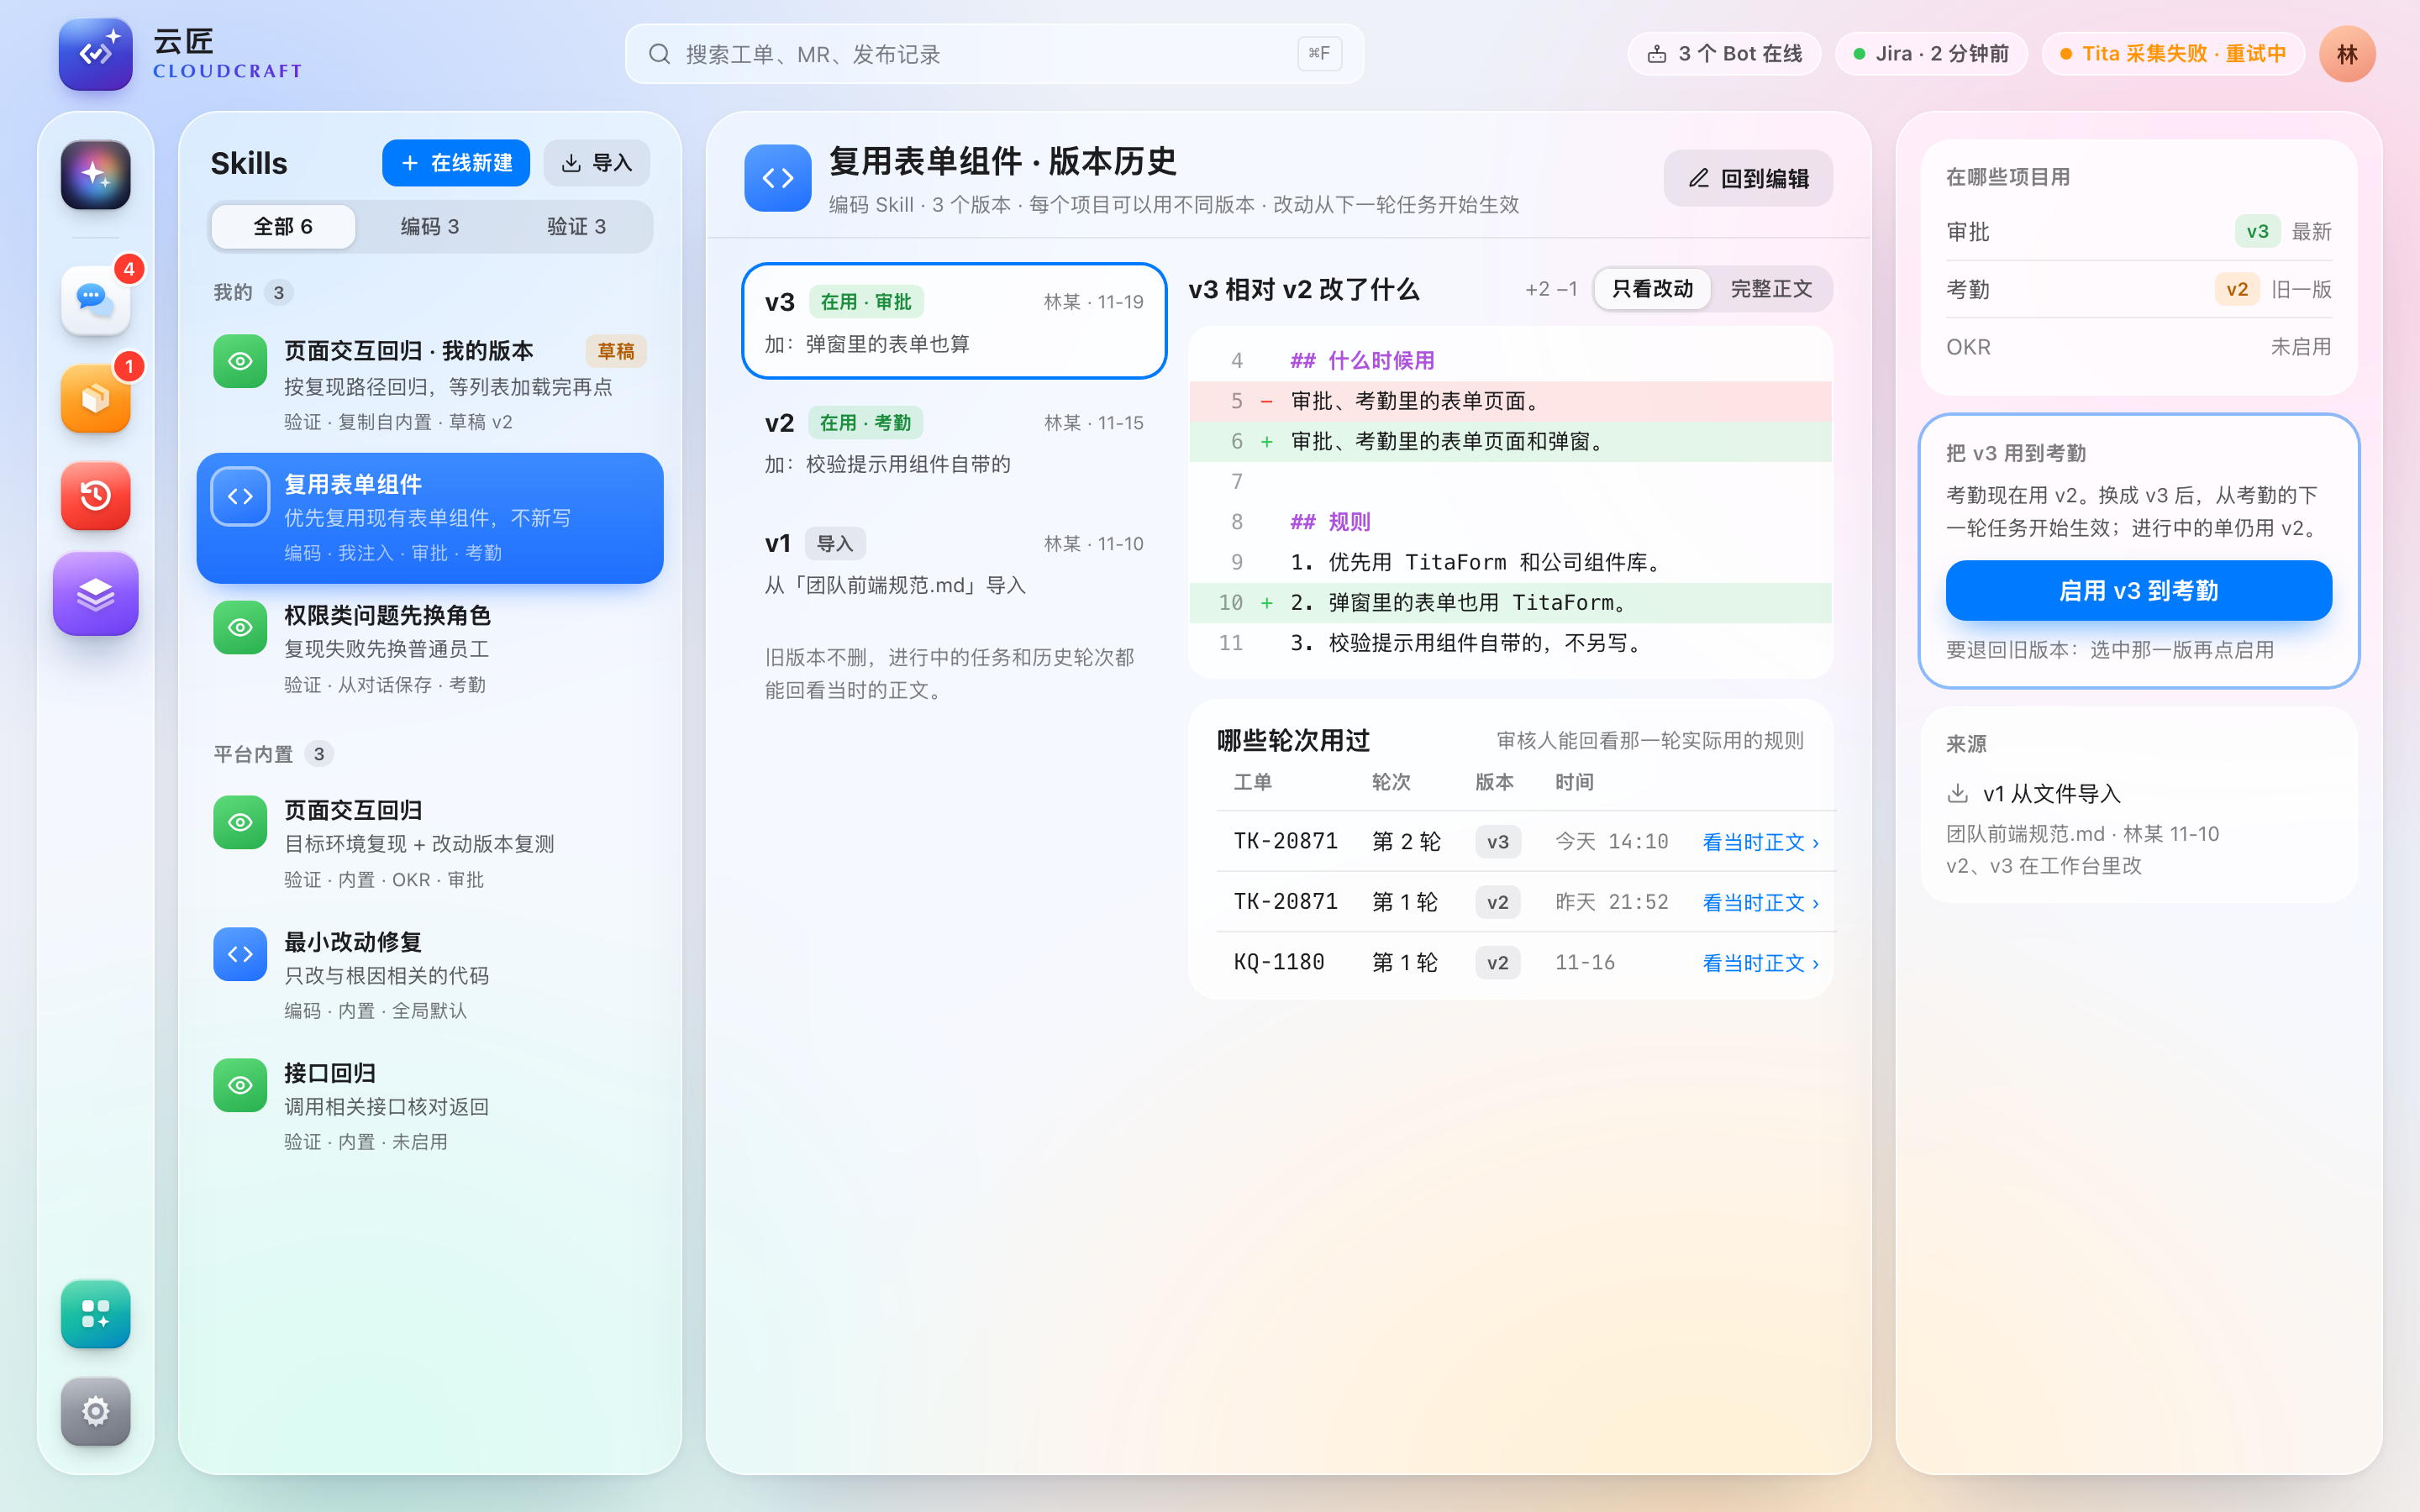 云匠
CLOUDCRAFT
搜索工单、MR、发布记录
⌘F
3 个 Bot 在线
Jira · 2 分钟前
Tita 采集失败 · 重试中
林
4
1
Skills
在线新建
导入
全部 6
编码 3
验证 3
我的 3
页面交互回归 · 我的版本
草稿
按复现路径回归，等列表加载完再点
验证 · 复制自内置 · 草稿 v2
复用表单组件
优先复用现有表单组件，不新写
编码 · 我注入 · 审批 · 考勤
权限类问题先换角色
复现失败先换普通员工
验证 · 从对话保存 · 考勤
平台内置 3
页面交互回归
目标环境复现 + 改动版本复测
验证 · 内置 · OKR · 审批
最小改动修复
只改与根因相关的代码
编码 · 内置 · 全局默认
接口回归
调用相关接口核对返回
验证 · 内置 · 未启用
复用表单组件 · 版本历史
编码 Skill · 3 个版本 · 每个项目可以用不同版本 · 改动从下一轮任务开始生效
回到编辑
v3 在用 · 审批 林某 · 11-19
加：弹窗里的表单也算
v2 在用 · 考勤 林某 · 11-15
加：校验提示用组件自带的
v1 导入 林某 · 11-10
从「团队前端规范.md」导入
旧版本不删，进行中的任务和历史轮次都
能回看当时的正文。
v3 相对 v2 改了什么
+2 −1
只看改动
完整正文
4 ## 什么时候用
5 − 审批、考勤里的表单页面。
6 + 审批、考勤里的表单页面和弹窗。
7
8 ## 规则
9 1. 优先用 TitaForm 和公司组件库。
10 + 2. 弹窗里的表单也用 TitaForm。
11 3. 校验提示用组件自带的，不另写。
哪些轮次用过
审核人能回看那一轮实际用的规则
工单 轮次 版本 时间
TK-20871 第 2 轮 v3 今天 14:10 看当时正文 ›
TK-20871 第 1 轮 v2 昨天 21:52 看当时正文 ›
KQ-1180 第 1 轮 v2 11-16 看当时正文 ›
在哪些项目用
审批 v3 最新
考勤 v2 旧一版
OKR 未启用
把 v3 用到考勤
考勤现在用 v2。换成 v3 后，从考勤的下
一轮任务开始生效；进行中的单仍用 v2。
启用 v3 到考勤
要退回旧版本：选中那一版再点启用
来源
v1 从文件导入
团队前端规范.md · 林某 11-10
v2、v3 在工作台里改